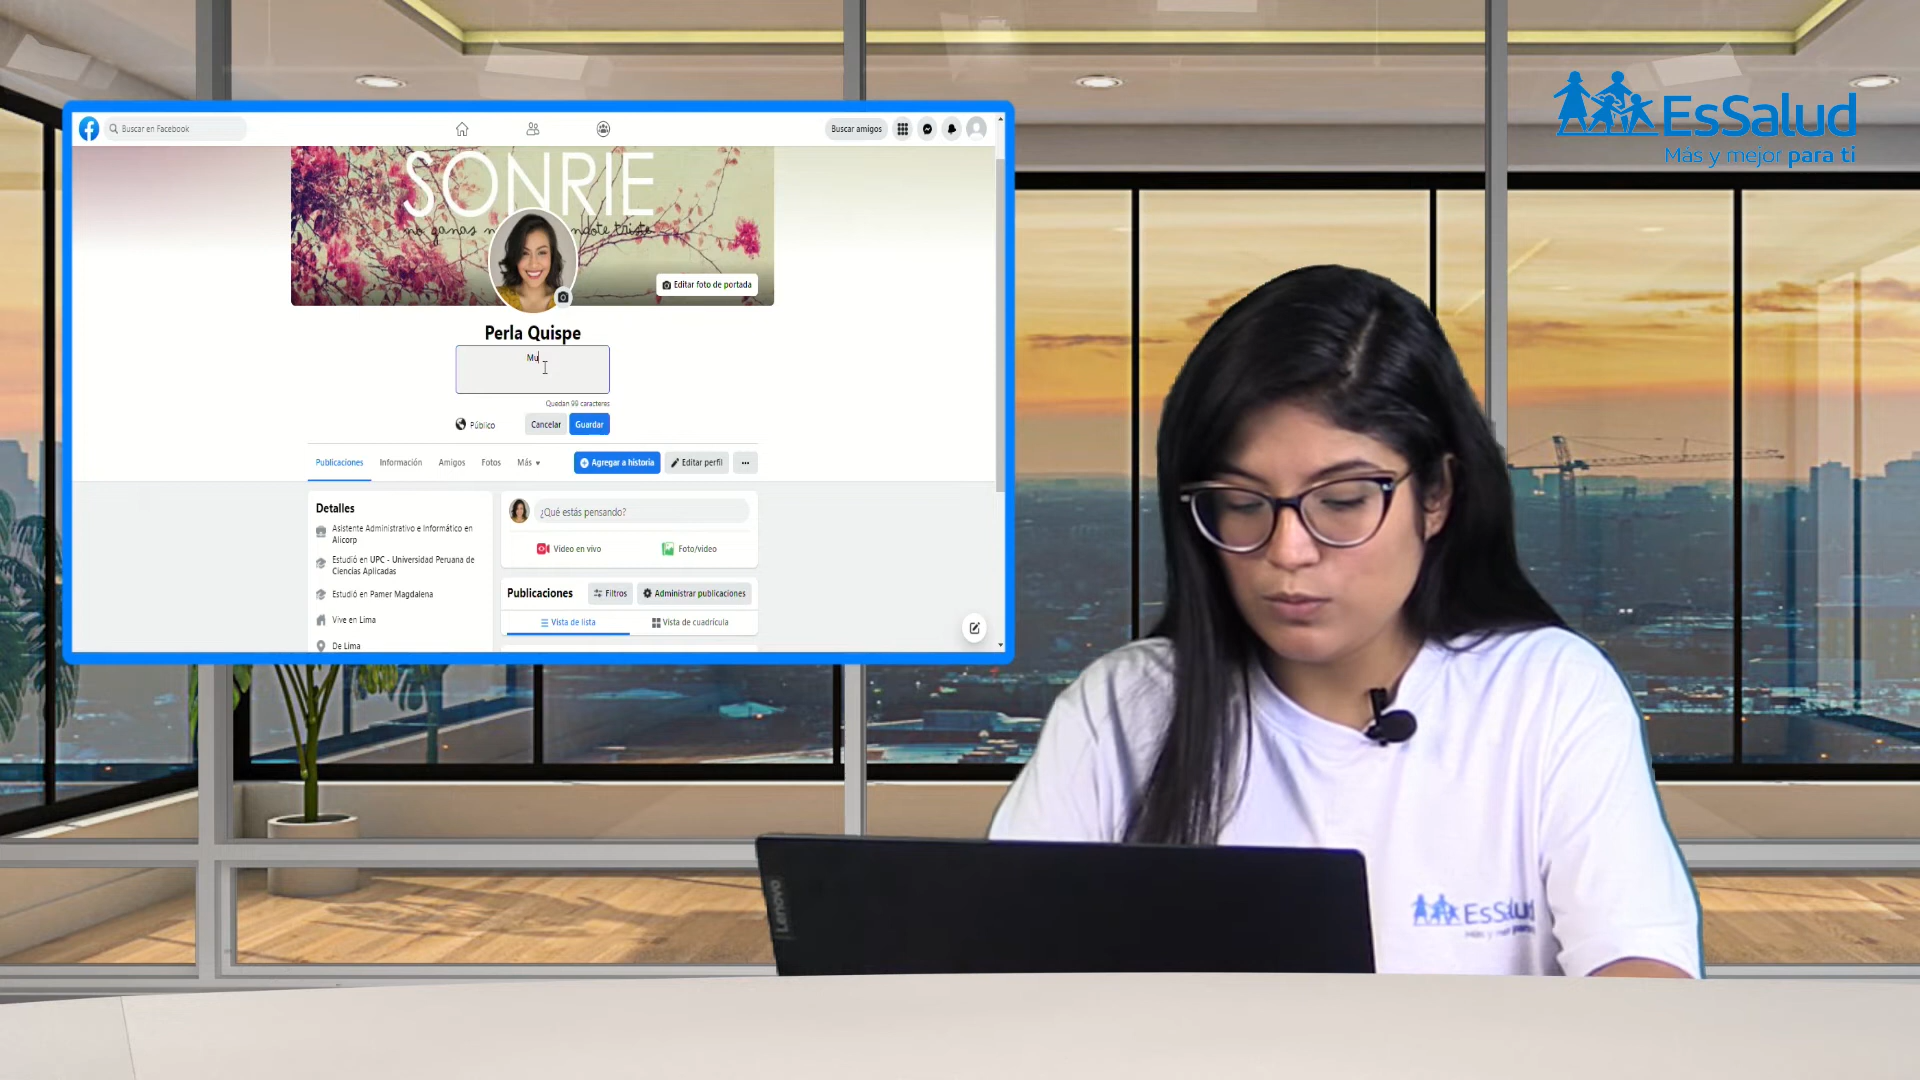 EsSalud
Más y mejor para ti
Buscar en Facebook
Buscar amigos
SONRIE
no ganas
ndote triste
Editar foto de portada
Perla Quispe
Mu
Quedan 99 caracteres
Público
Cancelar
Guardar
Publicaciones
Información
Amigos
Fotos
Más
Agregar a historia
Editar perfil
Detalles
Asistente Administrativo e Informático en
Alicorp
Estudió en UPC - Universidad Peruana de
Ciencias Aplicadas
Estudió en Pamer Magdalena
Vive en Lima
De Lima
¿Qué estás pensando?
Video en vivo
Foto/video
Publicaciones
Filtros
Administrar publicaciones
Vista de lista
Vista de cuadrícula
Lenovo
EsSalud